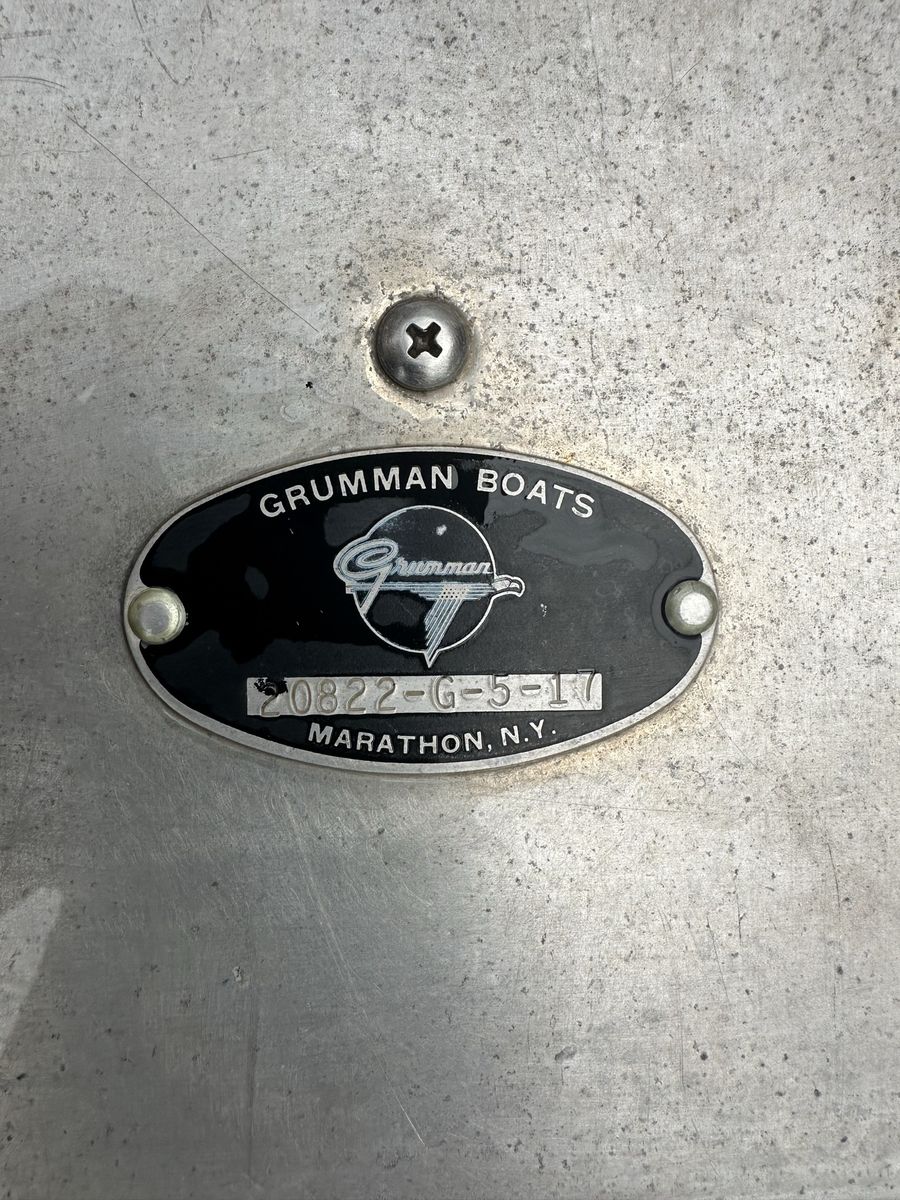 GRUMMAN BOATS
Grumman
20822-G-5-17
MARATHON, N.Y.